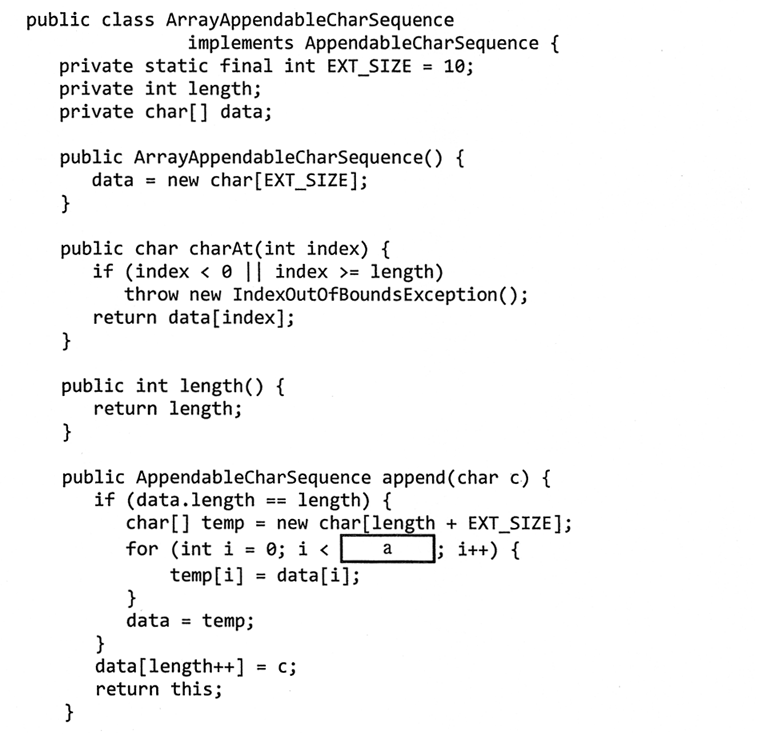 public class ArrayAppendableCharSequence
implements AppendableCharSequence {
private static final int EXT_SIZE = 10;
private int length;
private char[] data;
public ArrayAppendableCharSequence() {
data = new char[EXT_SIZE];
}
public char charAt(int index) {
if (index < 0 || index >= length)
throw new IndexOutOfBoundsException();
return data[index];
}
public int length() {
return length;
}
public AppendableCharSequence append(char c) {
if (data.length == length) {
char[] temp = new char[length + EXT_SIZE];
for (int i = 0; i < a ; i++) {
temp[i] = data[i];
}
data = temp;
}
data[length++] = c;
return this;
}